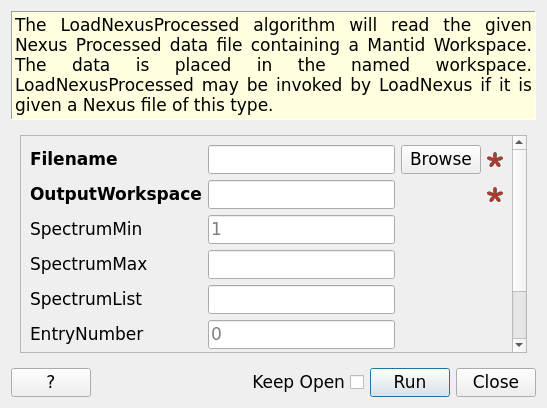 The LoadNexusProcessed algorithm will read the given
Nexus Processed data file containing a Mantid Workspace.
The data is placed in the named workspace.
LoadNexusProcessed may be invoked by LoadNexus if it is
given a Nexus file of this type.
Filename Browse *
OutputWorkspace *
SpectrumMin 1
SpectrumMax
SpectrumList
EntryNumber 0
? Keep Open Run Close